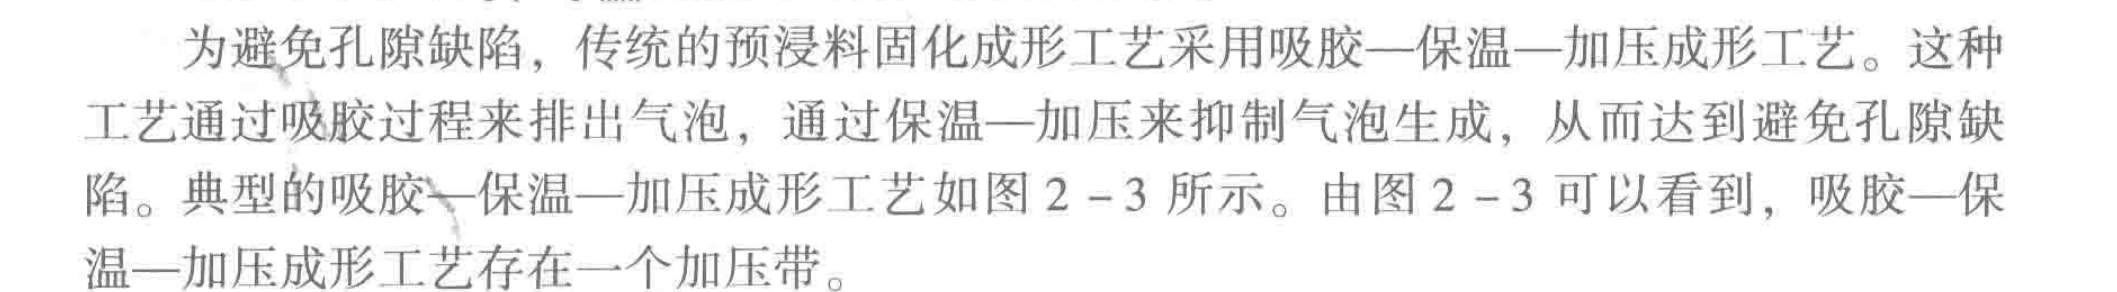 为避免孔隙缺陷，传统的预浸料固化成形工艺采用吸胶—保温—加压成形工艺。这种
工艺通过吸胶过程来排出气泡，通过保温—加压来抑制气泡生成，从而达到避免孔隙缺
陷。典型的吸胶—保温—加压成形工艺如图 2 - 3 所示。由图 2 - 3 可以看到，吸胶—保
温—加压成形工艺存在一个加压带。